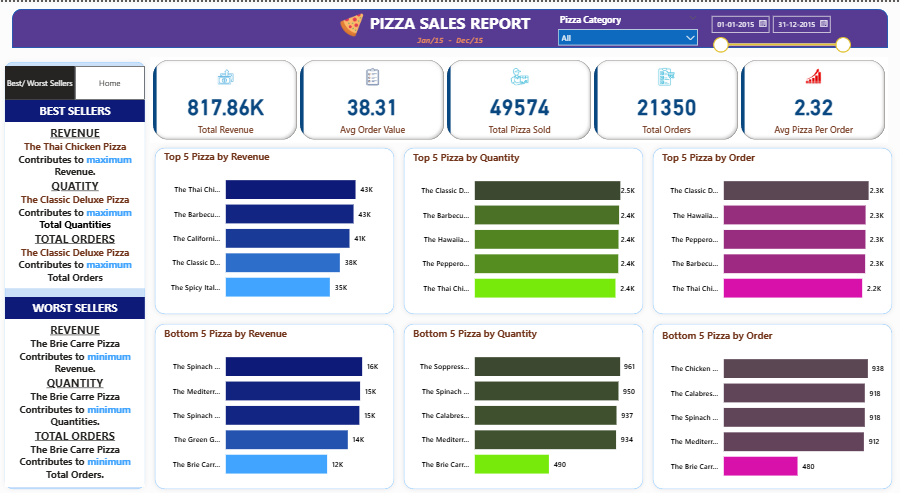 PIZZA SALES REPORT
Jan/15 - Dec/15
Pizza Category
All
01-01-2015
31-12-2015
Best/ Worst Sellers
Home
BEST SELLERS
REVENUE
The Thai Chicken Pizza
Contributes to maximum
Revenue.
QUATITY
The Classic Deluxe Pizza
Contributes to maximum
Total Quantities
TOTAL ORDERS
The Classic Deluxe Pizza
Contributes to maximum
Total Orders
WORST SELLERS
REVENUE
The Brie Carre Pizza
Contributes to minimum
Revenue.
QUANTITY
The Brie Carre Pizza
Contributes to minimum
Quantities.
TOTAL ORDERS
The Brie Carre Pizza
Contributes to minimum
Total Orders.
817.86K
Total Revenue
38.31
Avg Order Value
49574
Total Pizza Sold
21350
Total Orders
2.32
Avg Pizza Per Order
Top 5 Pizza by Revenue
The Thai Chi... 43K
The Barbecu... 43K
The Californi... 41K
The Classic D... 38K
The Spicy Ital... 35K
Top 5 Pizza by Quantity
The Classic D... 2.5K
The Barbecu... 2.4K
The Hawaiia... 2.4K
The Peppero... 2.4K
The Thai Chi... 2.4K
Top 5 Pizza by Order
The Classic D... 2.3K
The Hawaiia... 2.3K
The Peppero... 2.3K
The Barbecu... 2.3K
The Thai Chi... 2.2K
Bottom 5 Pizza by Revenue
The Spinach ... 16K
The Mediterr... 15K
The Spinach ... 15K
The Green G... 14K
The Brie Carr... 12K
Bottom 5 Pizza by Quantity
The Soppress... 961
The Spinach ... 950
The Calabres... 937
The Mediterr... 934
The Brie Carr... 490
Bottom 5 Pizza by Order
The Chicken ... 938
The Calabres... 918
The Spinach ... 918
The Mediterr... 912
The Brie Carr... 480